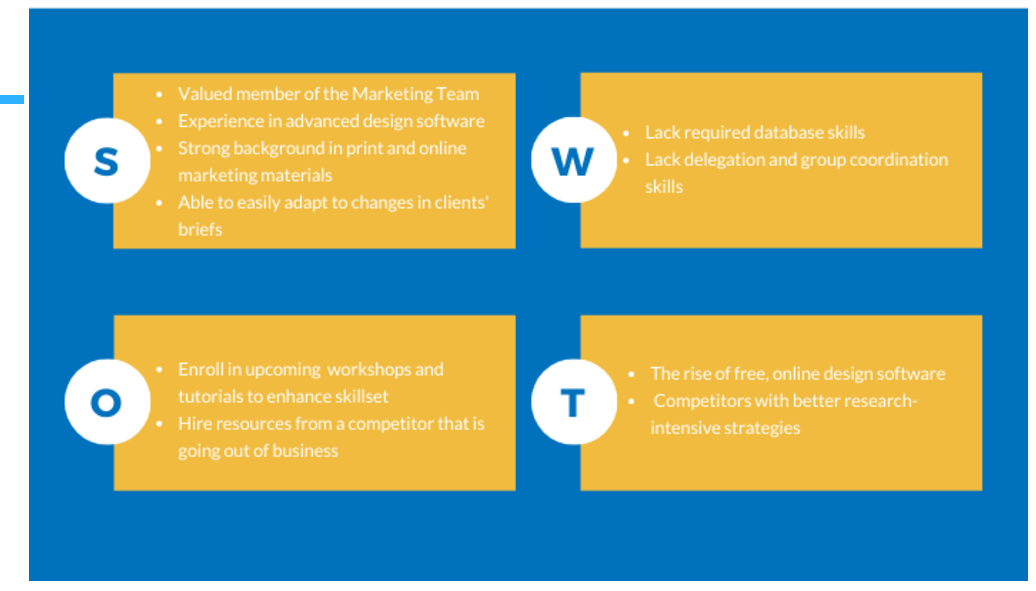 S
• Valued member of the Marketing Team
• Experience in advanced design software
• Strong background in print and online
marketing materials
• Able to easily adapt to changes in clients'
briefs
W
• Lack required database skills
• Lack delegation and group coordination
skills
O
• Enroll in upcoming workshops and
tutorials to enhance skillset
• Hire resources from a competitor that is
going out of business
T
• The rise of free, online design software
• Competitors with better research-
intensive strategies